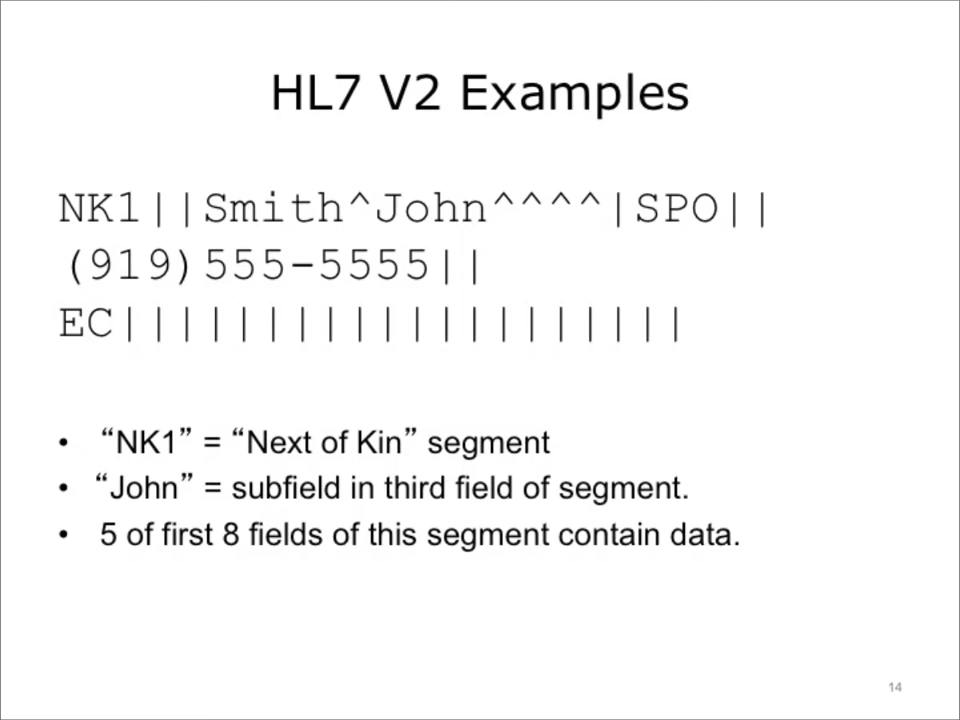 HL7 V2 Examples
NK1||Smith^John^^^^|SPO||
(919)555-5555||
EC||||||||||||||||||||
• “NK1” = “Next of Kin” segment
• “John” = subfield in third field of segment.
• 5 of first 8 fields of this segment contain data.
14